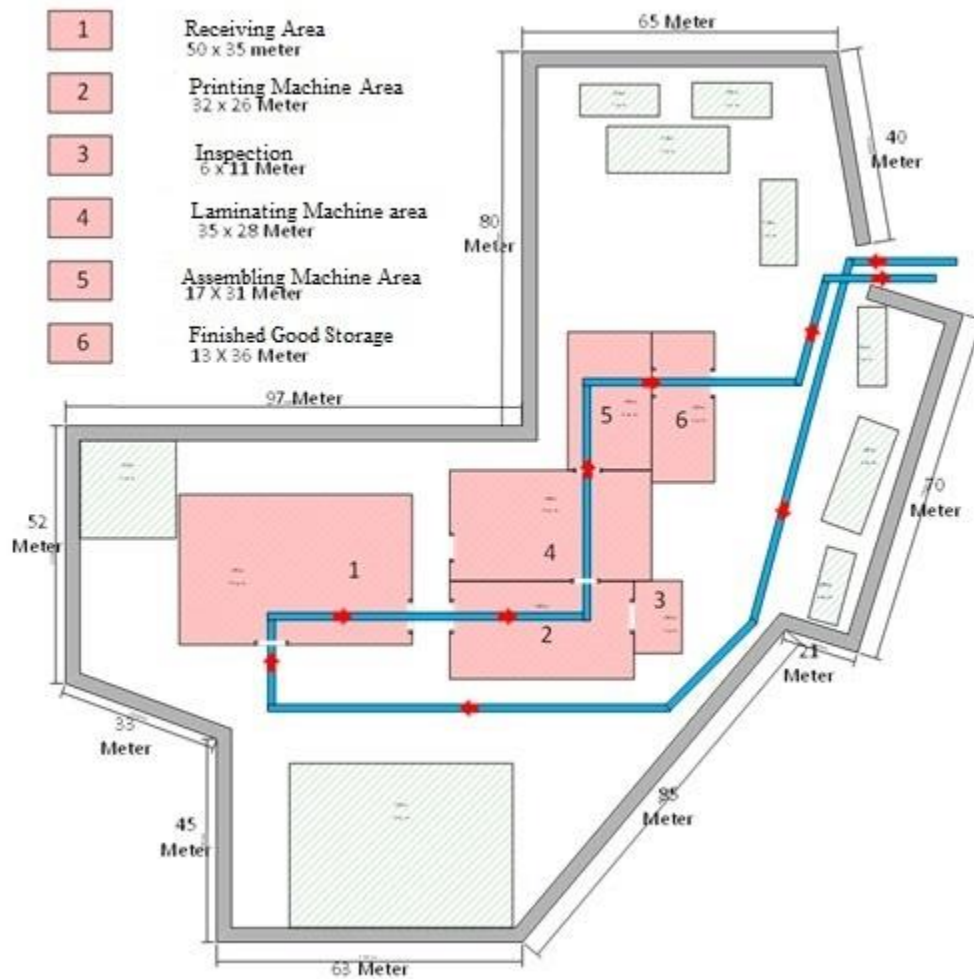 1
Receiving Area
50 x 35 meter
2
Printing Machine Area
32 x 26 Meter
3
Inspection
6 x 11 Meter
4
Laminating Machine area
35 x 28 Meter
5
Assembling Machine Area
17 X 31 Meter
6
Finished Good Storage
13 X 36 Meter
65 Meter
40
Meter
80
Meter
97 Meter
52
Meter
5
6
4
1
3
2
70
Meter
21
Meter
33
Meter
45
Meter
85
Meter
63 Meter